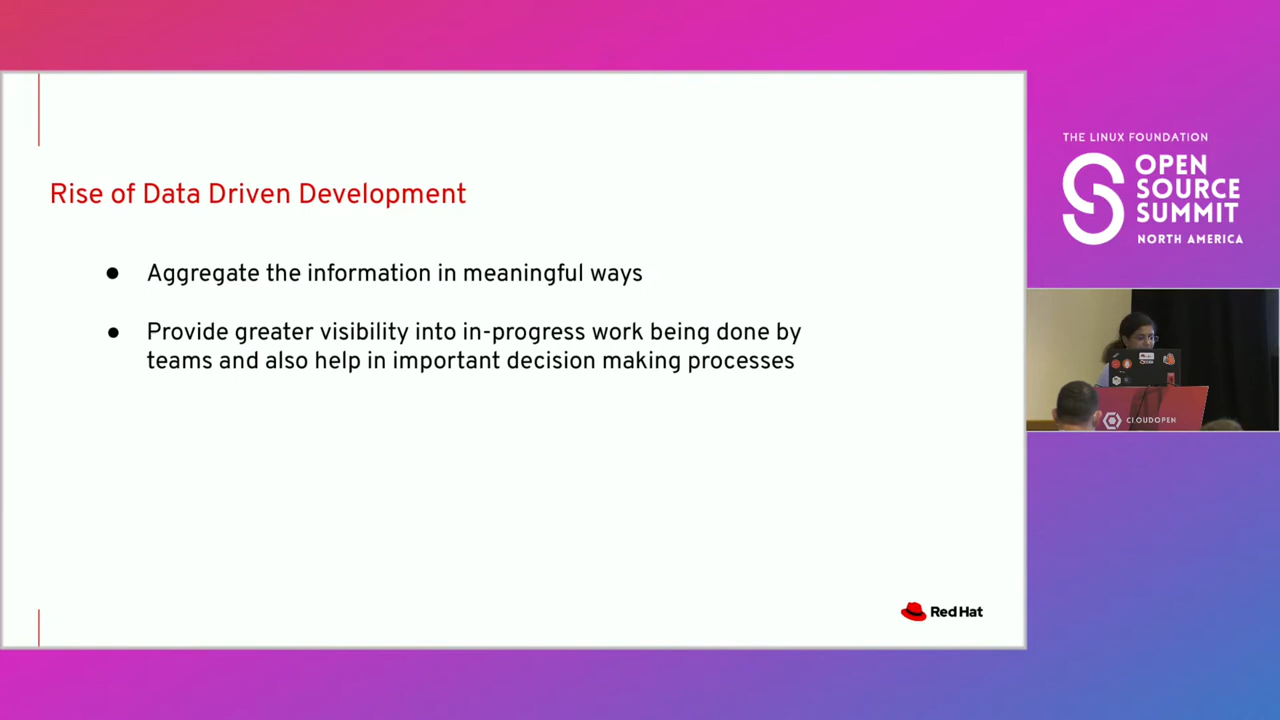 Rise of Data Driven Development
● Aggregate the information in meaningful ways
● Provide greater visibility into in-progress work being done by
teams and also help in important decision making processes
Red Hat
THE LINUX FOUNDATION
OPEN
SOURCE
SUMMIT
NORTH AMERICA
CLOUDOPEN